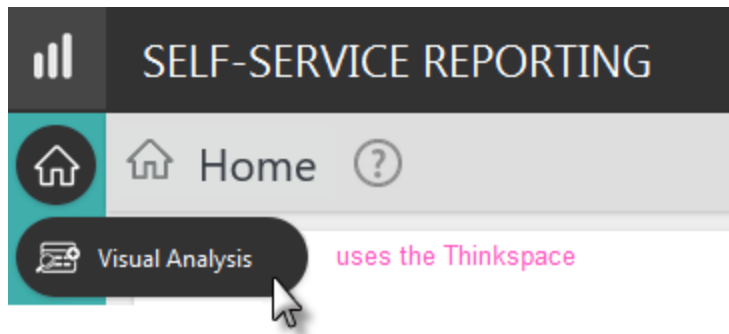 SELF-SERVICE REPORTING
Home ?
Visual Analysis uses the Thinkspace